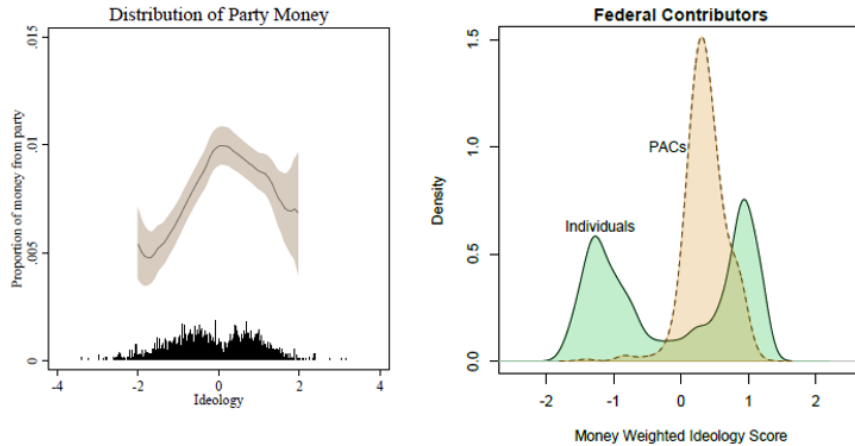 Distribution of Party Money
Proportion of money from party
.015
.01
.005
0
-4
-2
0
2
4
Ideology
Federal Contributors
Density
1.5
1.0
0.5
0.0
PACs
Individuals
-2
-1
0
1
2
Money Weighted Ideology Score